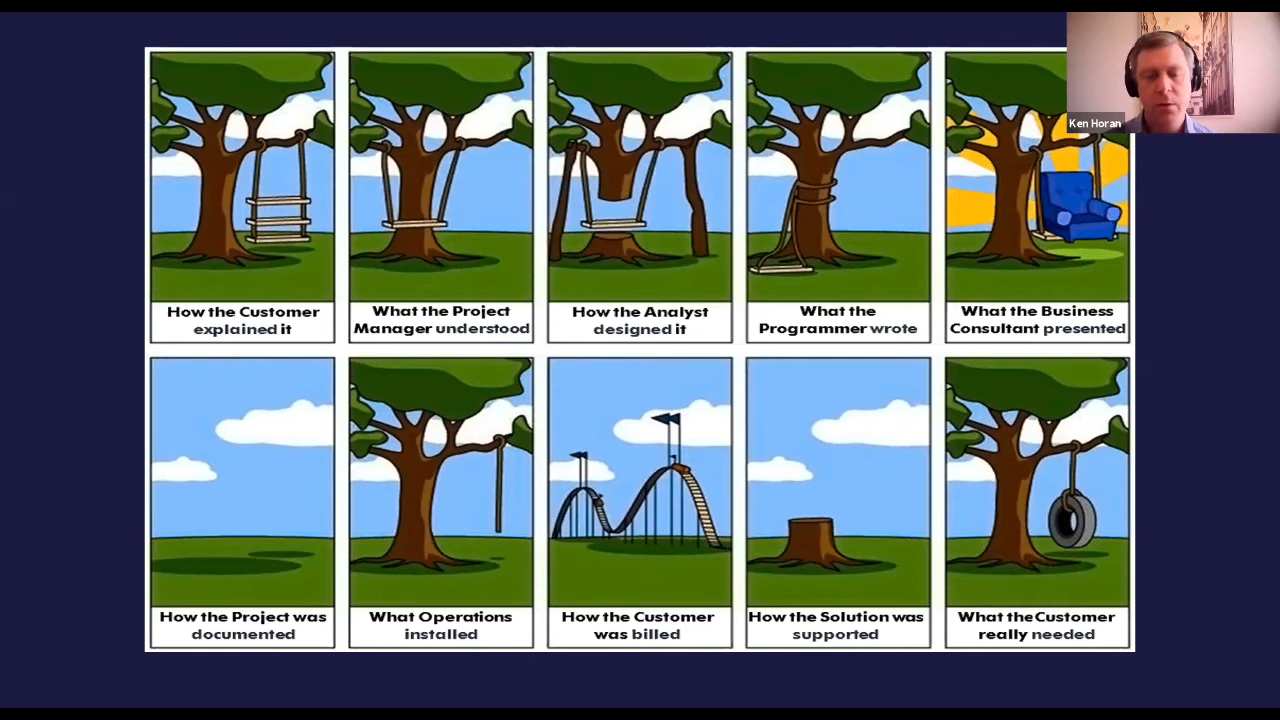 Ken Horan
How the Customer
explained it
What the Project
Manager understood
How the Analyst
designed it
What the
Programmer wrote
What the Business
Consultant presented
How the Project was
documented
What Operations
installed
How the Customer
was billed
How the Solution was
supported
What theCustomer
really needed